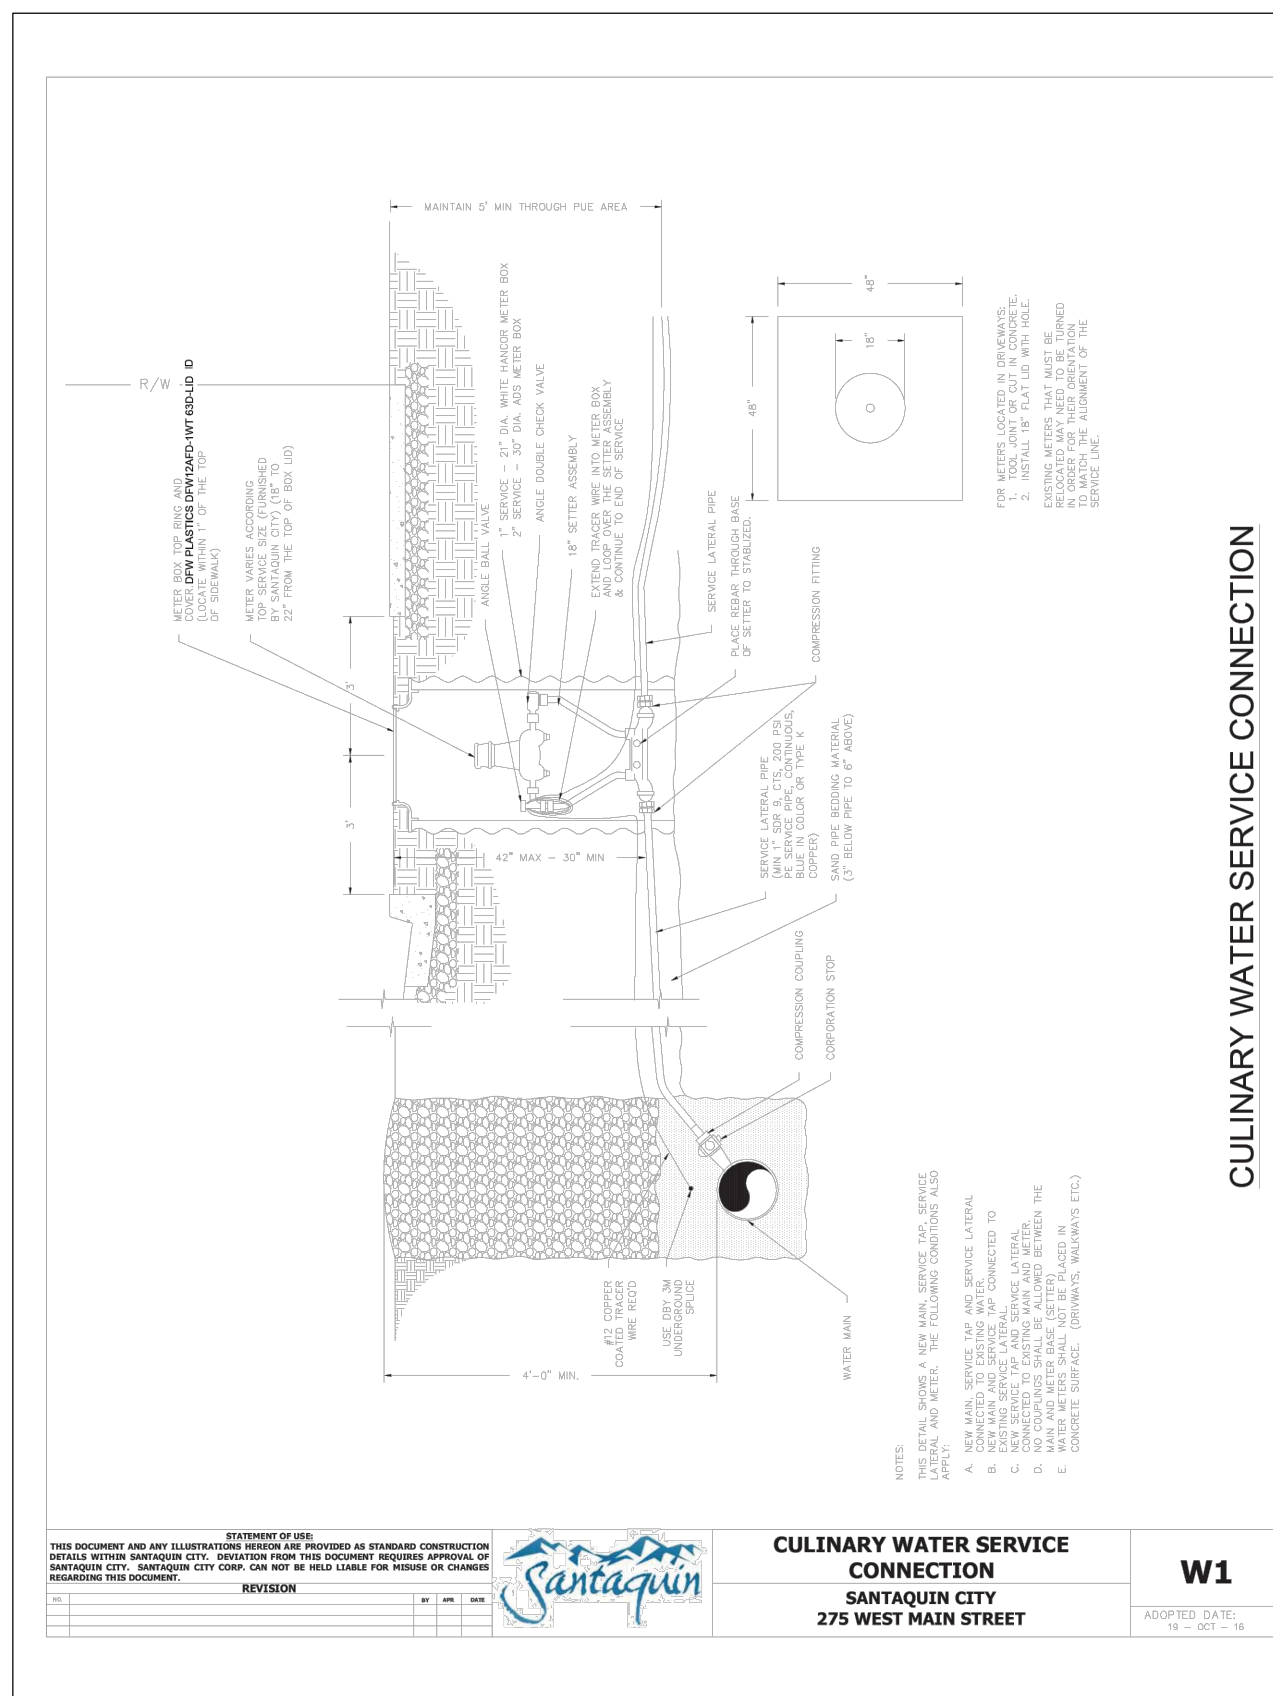 MAINTAIN 5' MIN THROUGH PUE AREA
R/W
METER BOX TOP RING AND
COVER. DFW PLASTICS DFW12AFD-1WT 63D-LID ID
(LOCATE WITHIN 1" OF THE TOP
OF SIDEWALK)
METER VARIES ACCORDING
TOP SERVICE SIZE (FURNISHED
BY SANTAQUIN CITY) (18" TO
22" FROM THE TOP OF BOX LID)
ANGLE BALL VALVE
1" SERVICE - 21" DIA. WHITE HANCOR METER BOX
2" SERVICE - 30" DIA. ADS METER BOX
ANGLE DOUBLE CHECK VALVE
18" SETTER ASSEMBLY
EXTEND TRACER WIRE INTO METER BOX
AND LOOP OVER THE SETTER ASSEMBLY
& CONTINUE TO END OF SERVICE
SERVICE LATERAL PIPE
PLACE REBAR THROUGH BASE
OF SETTER TO STABLIZED.
COMPRESSION FITTING
48"
48"
18"
FOR METERS LOCATED IN DRIVEWAYS:
1. TOOL JOINT OR CUT IN CONCRETE.
2. INSTALL 18" FLAT LID WITH HOLE.
EXISTING METERS THAT MUST BE
RELOCATED MAY NEED TO BE TURNED
IN ORDER FOR THEIR ORIENTATION
TO MATCH THE ALIGNMENT OF THE
SERVICE LINE.
3'
3'
42" MAX - 30" MIN
SERVICE LATERAL PIPE
(MIN 1" SDR 9, CTS, 200 PSI
PE SERVICE PIPE, CONTINUOUS,
BLUE IN COLOR OR TYPE K
COPPER)
SAND PIPE BEDDING MATERIAL
(3" BELOW PIPE TO 6" ABOVE)
COMPRESSION COUPLING
CORPORATION STOP
#12 COPPER
COATED TRACER
WIRE REQ'D
USE DBY 3M
UNDERGROUND
SPLICE
4'-0" MIN.
WATER MAIN
NOTES:
THIS DETAIL SHOWS A NEW MAIN, SERVICE TAP, SERVICE
LATERAL AND METER. THE FOLLOWING CONDITIONS ALSO
APPLY:
A. NEW MAIN, SERVICE TAP AND SERVICE LATERAL
CONNECTED TO EXISTING WATER.
B. NEW MAIN AND SERVICE TAP CONNECTED TO
EXISTING SERVICE LATERAL.
C. NEW SERVICE TAP AND SERVICE LATERAL
CONNECTED TO EXISTING MAIN AND METER.
D. NO COUPLINGS SHALL BE ALLOWED BETWEEN THE
MAIN AND METER BASE (SETTER)
E. WATER METERS SHALL NOT BE PLACED IN
CONCRETE SURFACE. (DRIVWAYS, WALKWAYS ETC.)
CULINARY WATER SERVICE CONNECTION
STATEMENT OF USE:
THIS DOCUMENT AND ANY ILLUSTRATIONS HEREON ARE PROVIDED AS STANDARD CONSTRUCTION
DETAILS WITHIN SANTAQUIN CITY. DEVIATION FROM THIS DOCUMENT REQUIRES APPROVAL OF
SANTAQUIN CITY. SANTAQUIN CITY CORP. CAN NOT BE HELD LIABLE FOR MISUSE OR CHANGES
REGARDING THIS DOCUMENT.
REVISION
NO. BY APR DATE
Santaquin
CULINARY WATER SERVICE
CONNECTION
SANTAQUIN CITY
275 WEST MAIN STREET
W1
ADOPTED DATE:
19 - OCT - 16